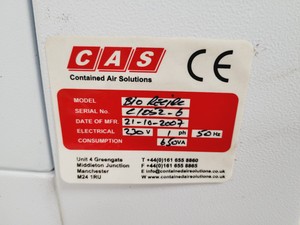 CAS CE
Contained Air Solutions
MODEL BIO RECIRC
SERIAL No. C/052-6
DATE OF MFR. 21-10-2007
ELECTRICAL 230 V 1 ph 50 Hz
CONSUMPTION 650VA
Unit 4 Greengate T +44(0)161 655 8860
Middleton Junction F +44(0)161 655 8865
Manchester E info@containedairsolutions.co.uk
M24 1RU W www.containedairsolutions.co.uk